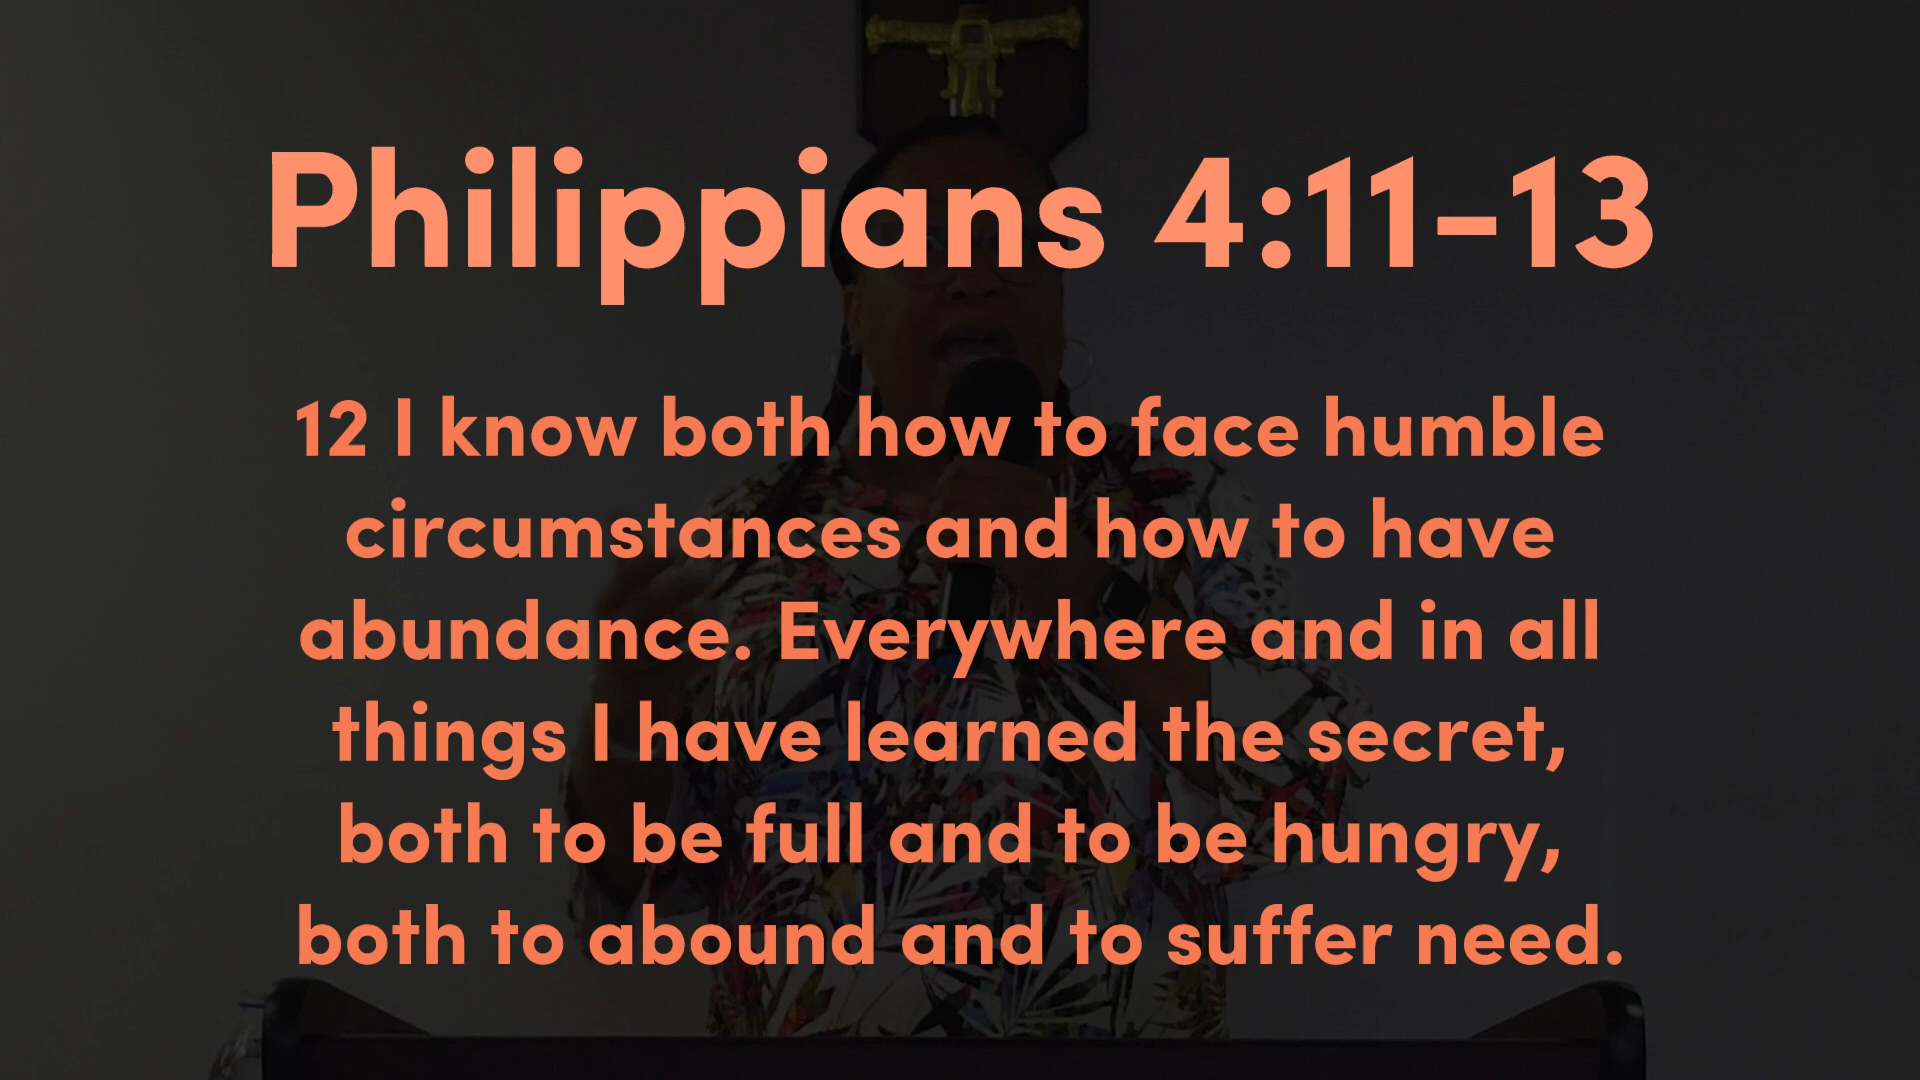 Philippians 4:11-13
12 I know both how to face humble
circumstances and how to have
abundance. Everywhere and in all
things I have learned the secret,
both to be full and to be hungry,
both to abound and to suffer need.